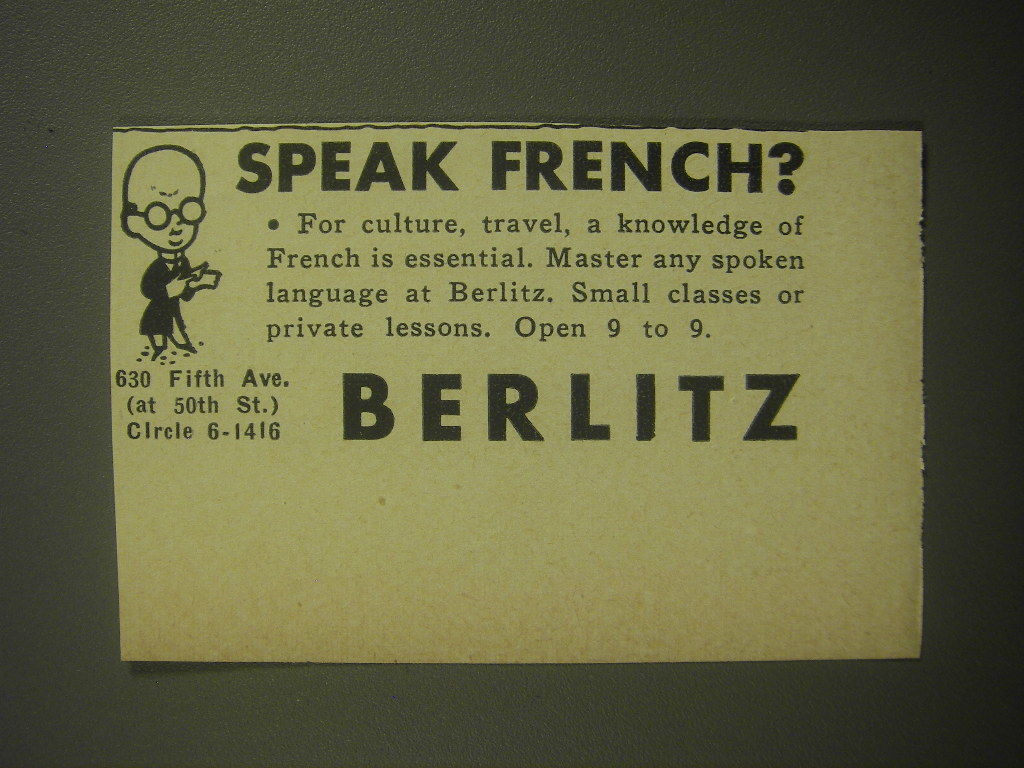 SPEAK FRENCH?
• For culture, travel, a knowledge of
French is essential. Master any spoken
language at Berlitz. Small classes or
private lessons. Open 9 to 9.
630 Fifth Ave.
(at 50th St.)
CIrcle 6-1416
BERLITZ